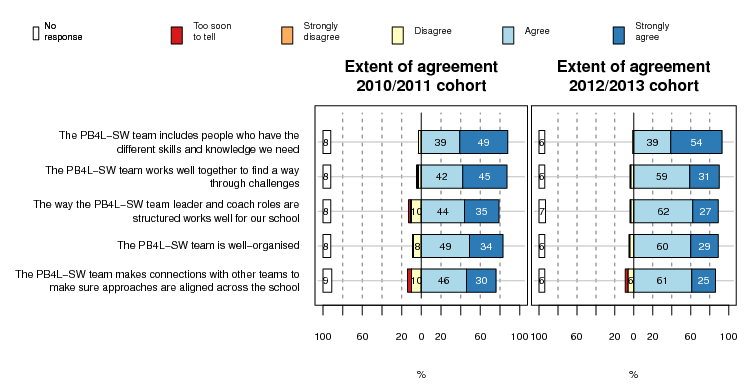 No
response
Too soon
to tell
Strongly
disagree
Disagree
Agree
Strongly
agree
Extent of agreement
2010/2011 cohort
Extent of agreement
2012/2013 cohort
The PB4L–SW team includes people who have the
different skills and knowledge we need
8 39 49 6 39 54
The PB4L–SW team works well together to find a way
through challenges
8 42 45 6 59 31
The way the PB4L–SW team leader and coach roles are
structured works well for our school
8 10 44 35 7 62 27
The PB4L–SW team is well–organised
8 8 49 34 6 60 29
The PB4L–SW team makes connections with other teams to
make sure approaches are aligned across the school
9 10 46 30 6 6 61 25
100 60 20 0 20 60 100 100 60 20 0 20 60 100
% %